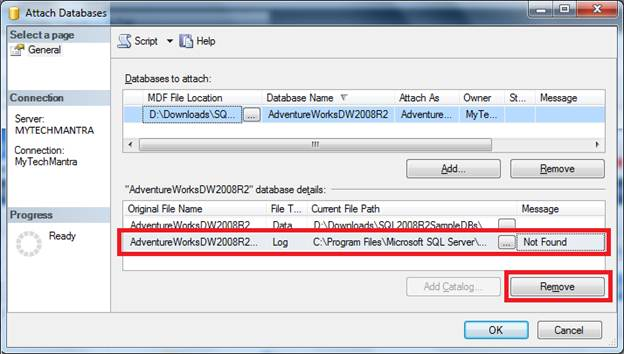 Attach Databases
Select a page
General
Script Help
Databases to attach:
MDF File Location Database Name Attach As Owner St... Message
D:\Downloads\SQ... ... AdventureWorksDW2008R2 Adventure... MyTe...
Add... Remove
"AdventureWorksDW2008R2" database details:
Original File Name File T... Current File Path Message
AdventureWorksDW2008R2 Data D:\Downloads\SQL2008R2SampleDBs\ ...
AdventureWorksDW2008R2... Log C:\Program Files\Microsoft SQL Server\... ... Not Found
Add Catalog... Remove
Connection
Server:
MYTECHMANTRA
Connection:
MyTechMantra
Progress
Ready
OK Cancel